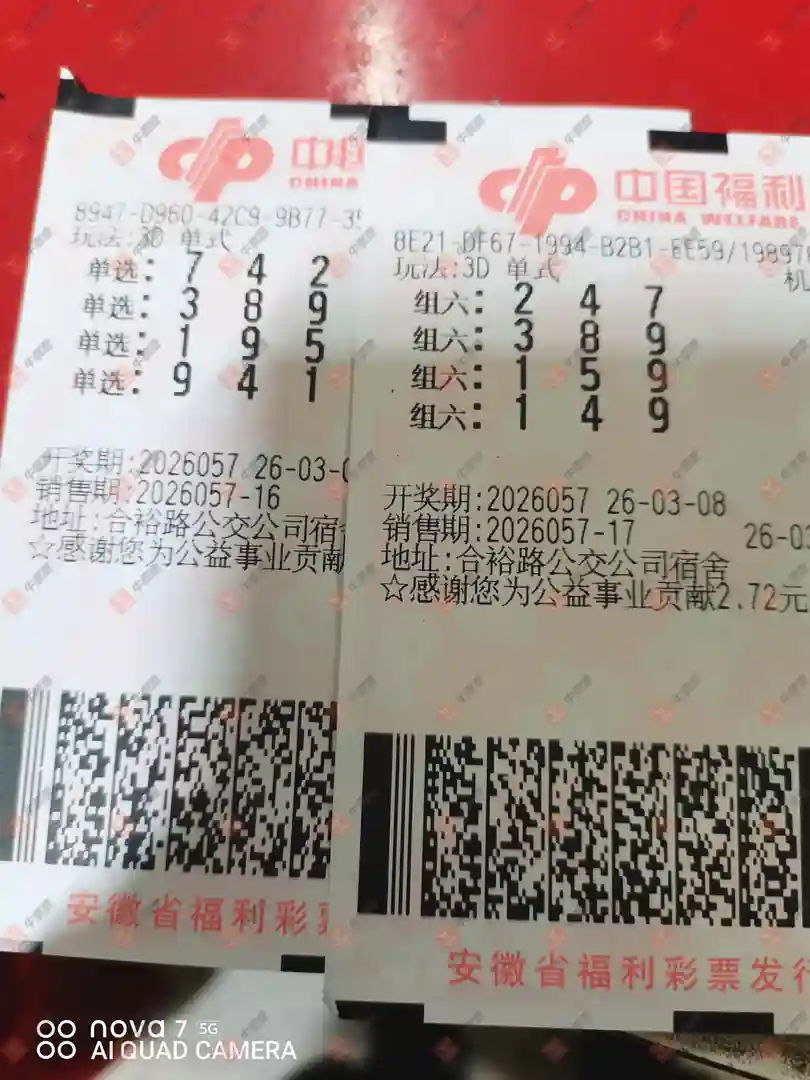 中国
CHINA
8947-D960-42C9-9B77-35
玩法:3D 单式
单选: 7 4 2
单选: 3 8 9
单选: 1 9 5
单选: 9 4 1
开奖期:2026057 26-03-0
销售期:2026057-16
地址:合裕路公交公司宿舍
☆感谢您为公益事业贡献
安徽省福利彩票
中国福利
CHINA WELFARE
8E21-DF67-1994-B2B1-EE59/198976
玩法:3D 单式
机
组六: 2 4 7
组六: 3 8 9
组六: 1 5 9
组六: 1 4 9
开奖期:2026057 26-03-08
销售期:2026057-17 26-03
地址:合裕路公交公司宿舍
☆感谢您为公益事业贡献2.72元
安徽省福利彩票发行
nova 7 5G
AI QUAD CAMERA